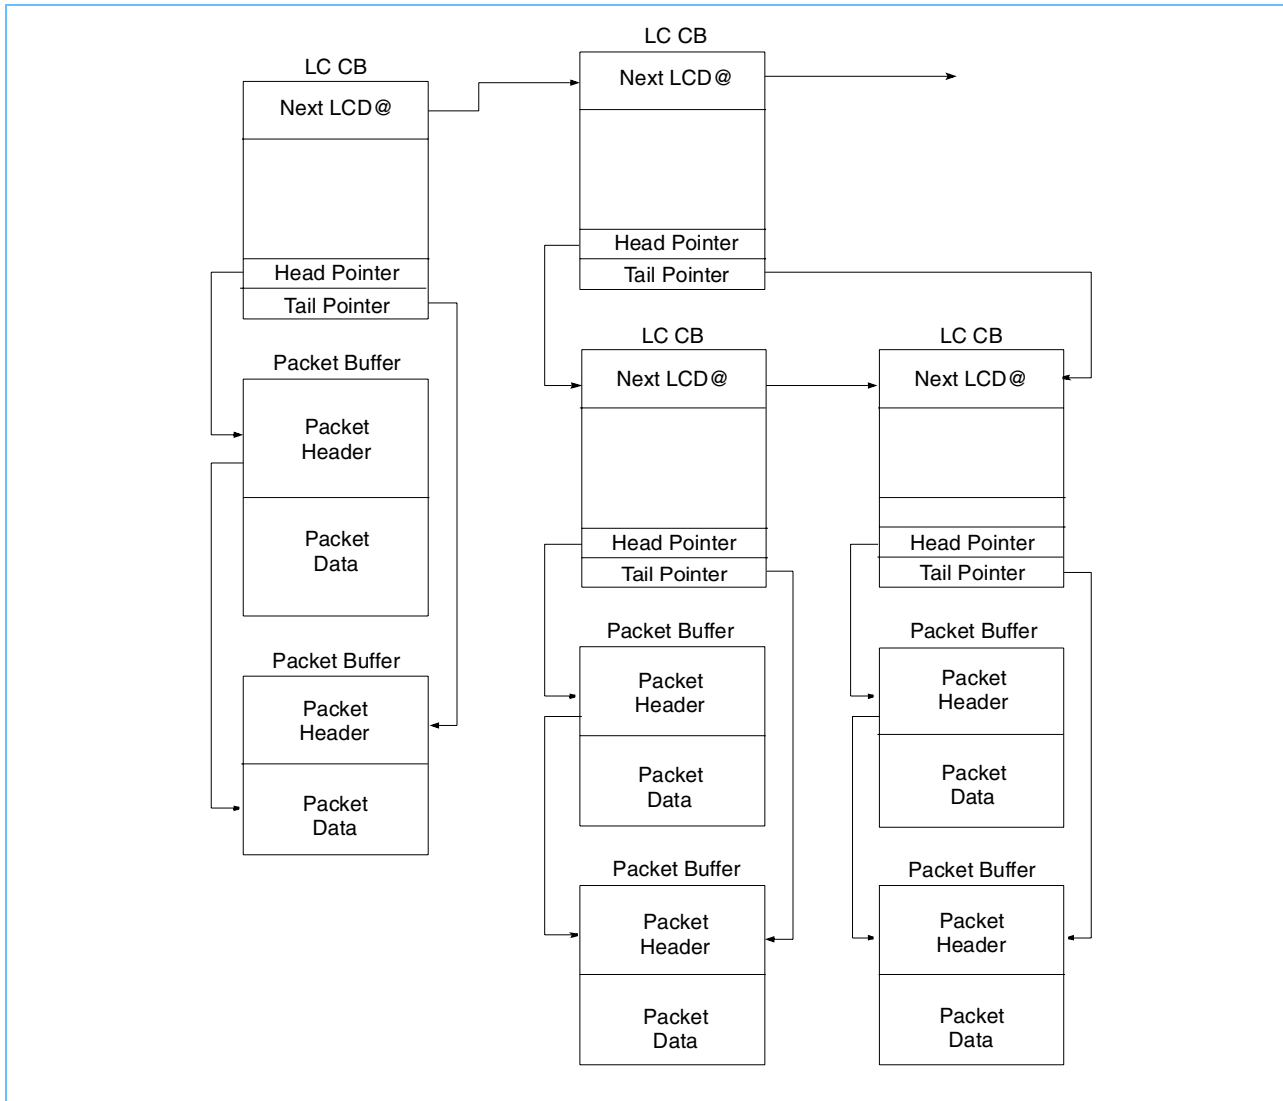 LC CB
Next LCD@
Head Pointer
Tail Pointer
Packet Buffer
Packet
Header
Packet
Data
Packet Buffer
Packet
Header
Packet
Data
LC CB
Next LCD@
Head Pointer
Tail Pointer
LC CB
Next LCD@
Head Pointer
Tail Pointer
Packet Buffer
Packet
Header
Packet
Data
Packet Buffer
Packet
Header
Packet
Data
LC CB
Next LCD@
Head Pointer
Tail Pointer
Packet Buffer
Packet
Header
Packet
Data
Packet Buffer
Packet
Header
Packet
Data